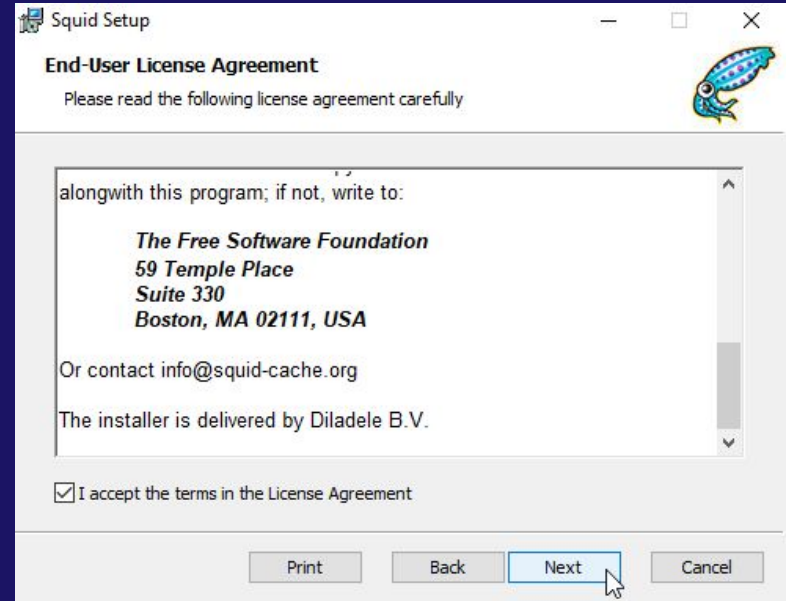 Squid Setup
End-User License Agreement
Please read the following license agreement carefully
alongwith this program; if not, write to:
The Free Software Foundation
59 Temple Place
Suite 330
Boston, MA 02111, USA
Or contact info@squid-cache.org
The installer is delivered by Diladele B.V.
I accept the terms in the License Agreement
Print Back Next Cancel